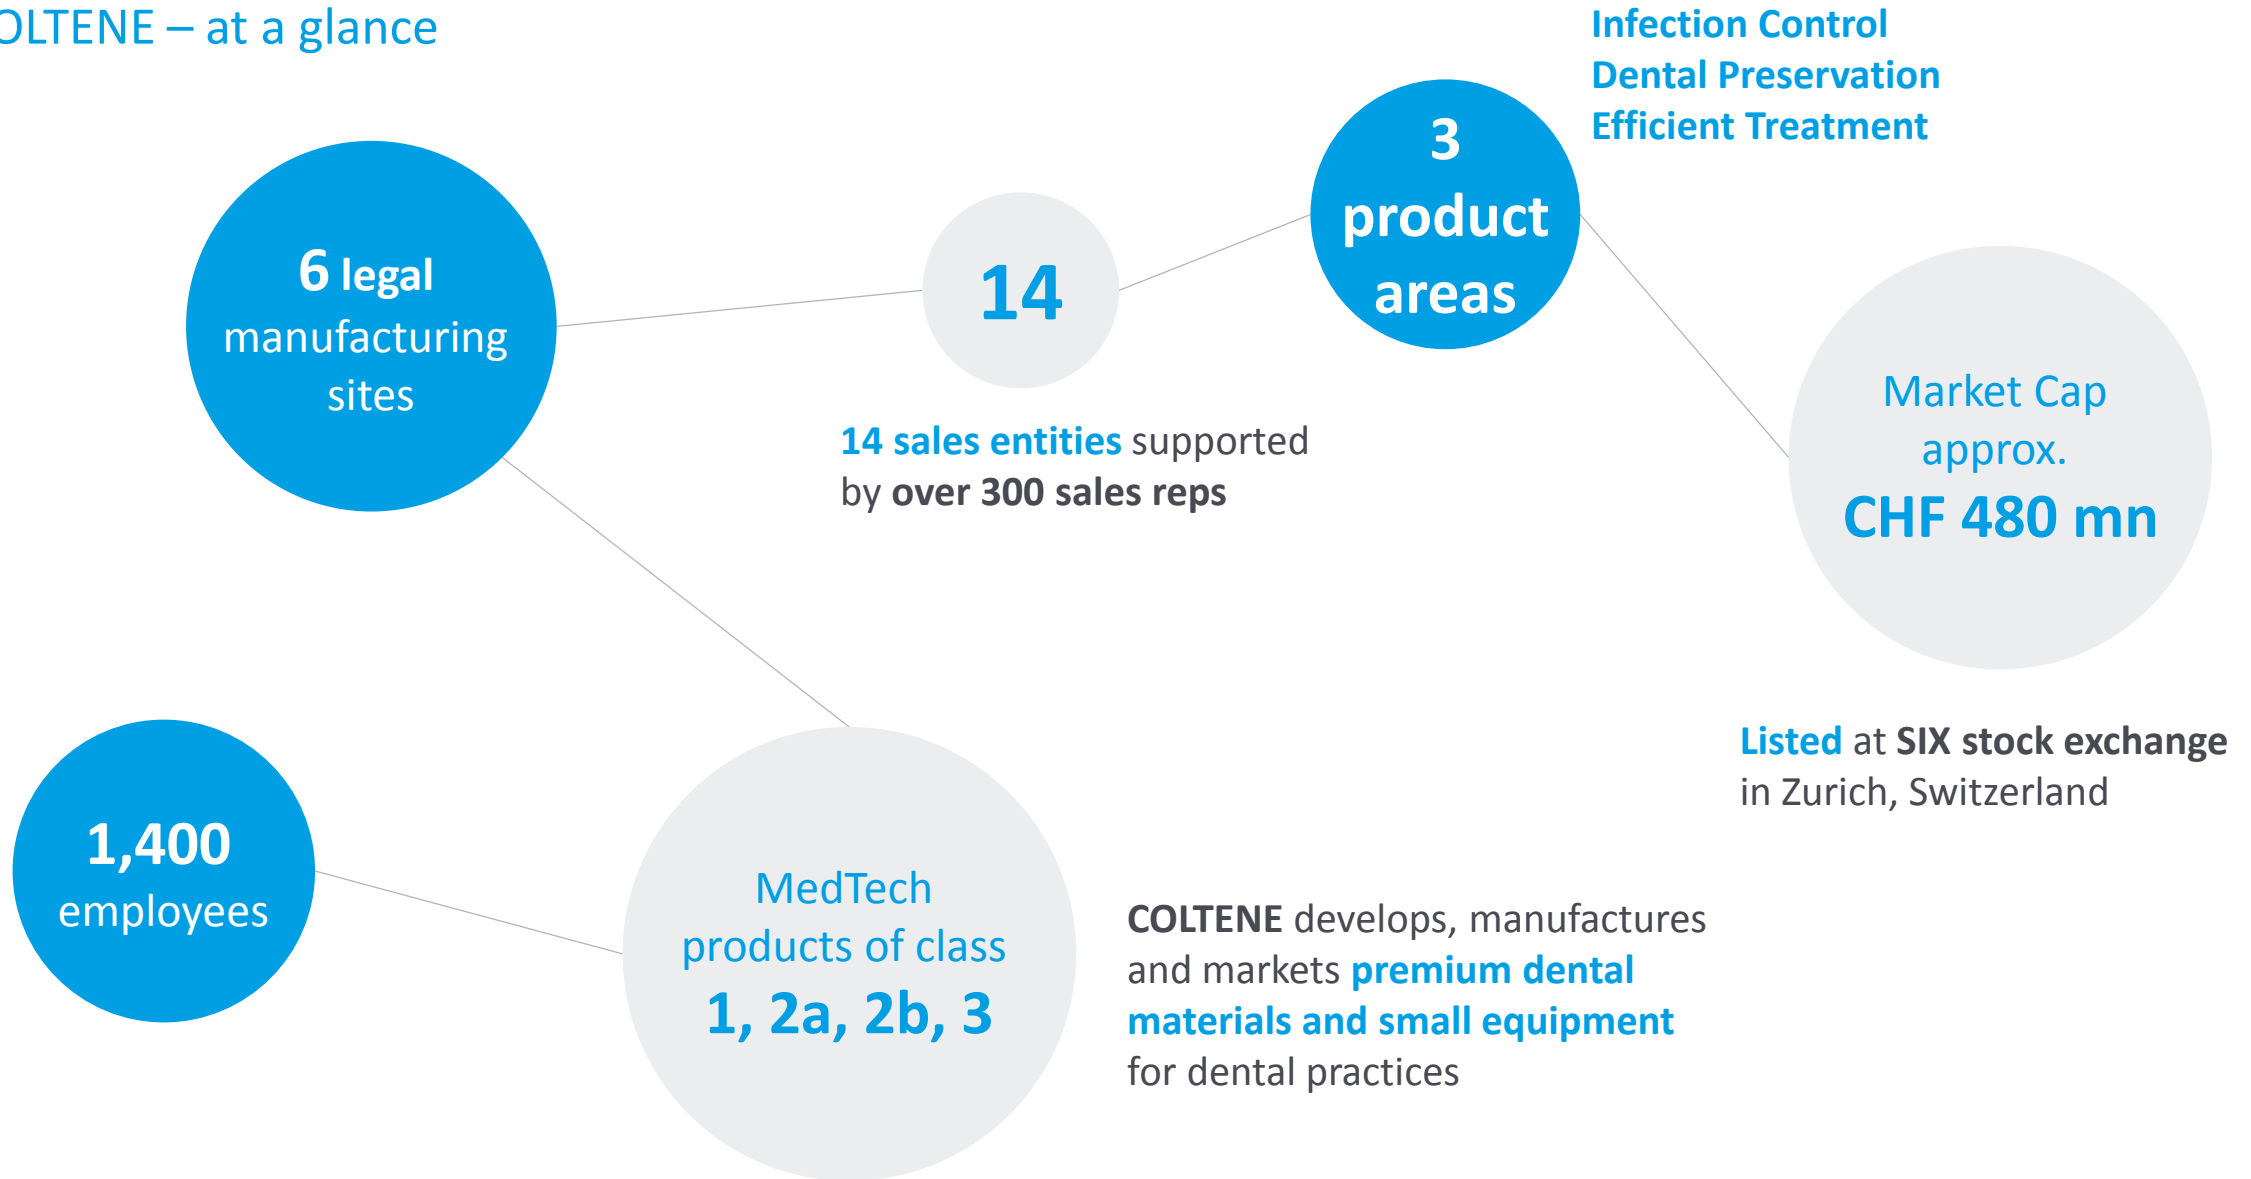 OLTENE – at a glance
Infection Control
Dental Preservation
Efficient Treatment
3
product
areas
6 legal
manufacturing
sites
14
14 sales entities supported
by over 300 sales reps
Market Cap
approx.
CHF 480 mn
Listed at SIX stock exchange
in Zurich, Switzerland
1,400
employees
MedTech
products of class
1, 2a, 2b, 3
COLTENE develops, manufactures
and markets premium dental
materials and small equipment
for dental practices